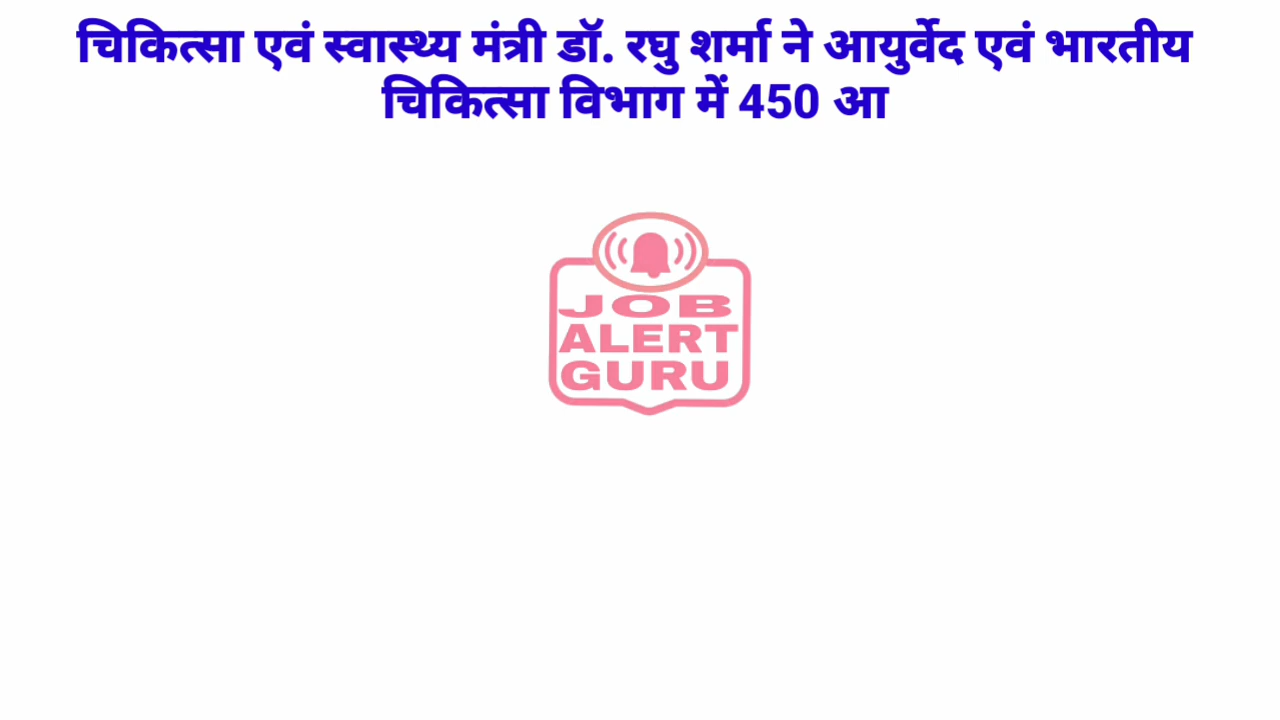 चिकित्सा एवं स्वास्थ्य मंत्री डॉ. रघु शर्मा ने आयुर्वेद एवं भारतीय
चिकित्सा विभाग में 450 आ
JOB
ALERT
GURU